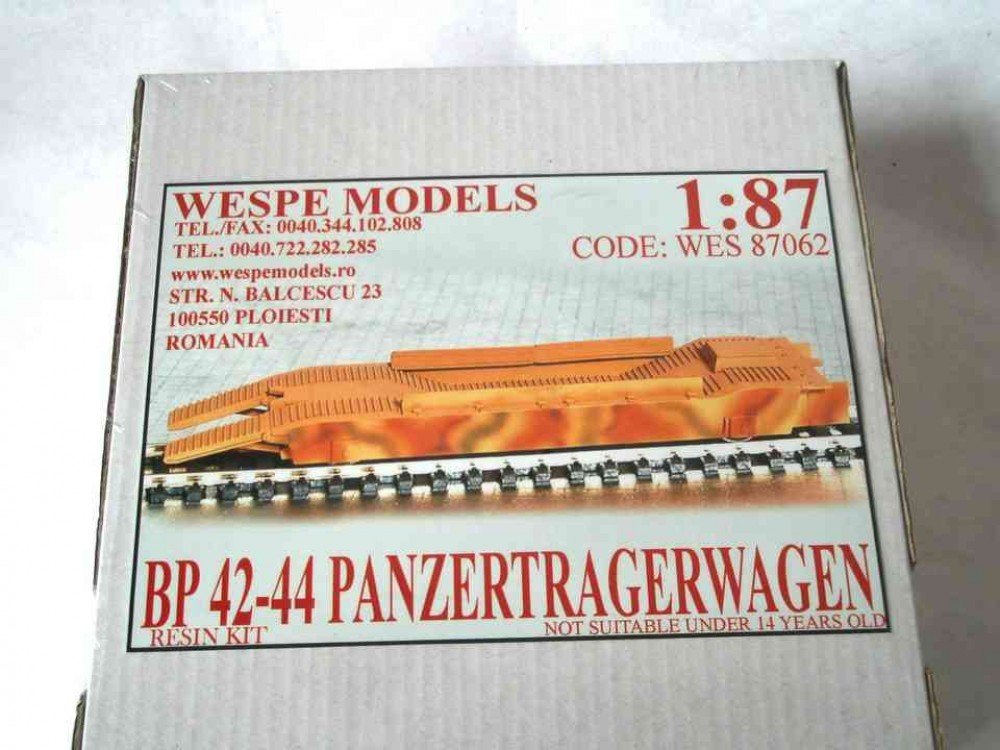 WESPE MODELS
TEL./FAX: 0040.344.102.808
TEL.: 0040.722.282.285
www.wespemodels.ro
STR. N. BALCESCU 23
100550 PLOIESTI
ROMANIA
1:87
CODE: WES 87062
BP 42-44 PANZERTRAGERWAGEN
RESIN KIT
NOT SUITABLE UNDER 14 YEARS OLD